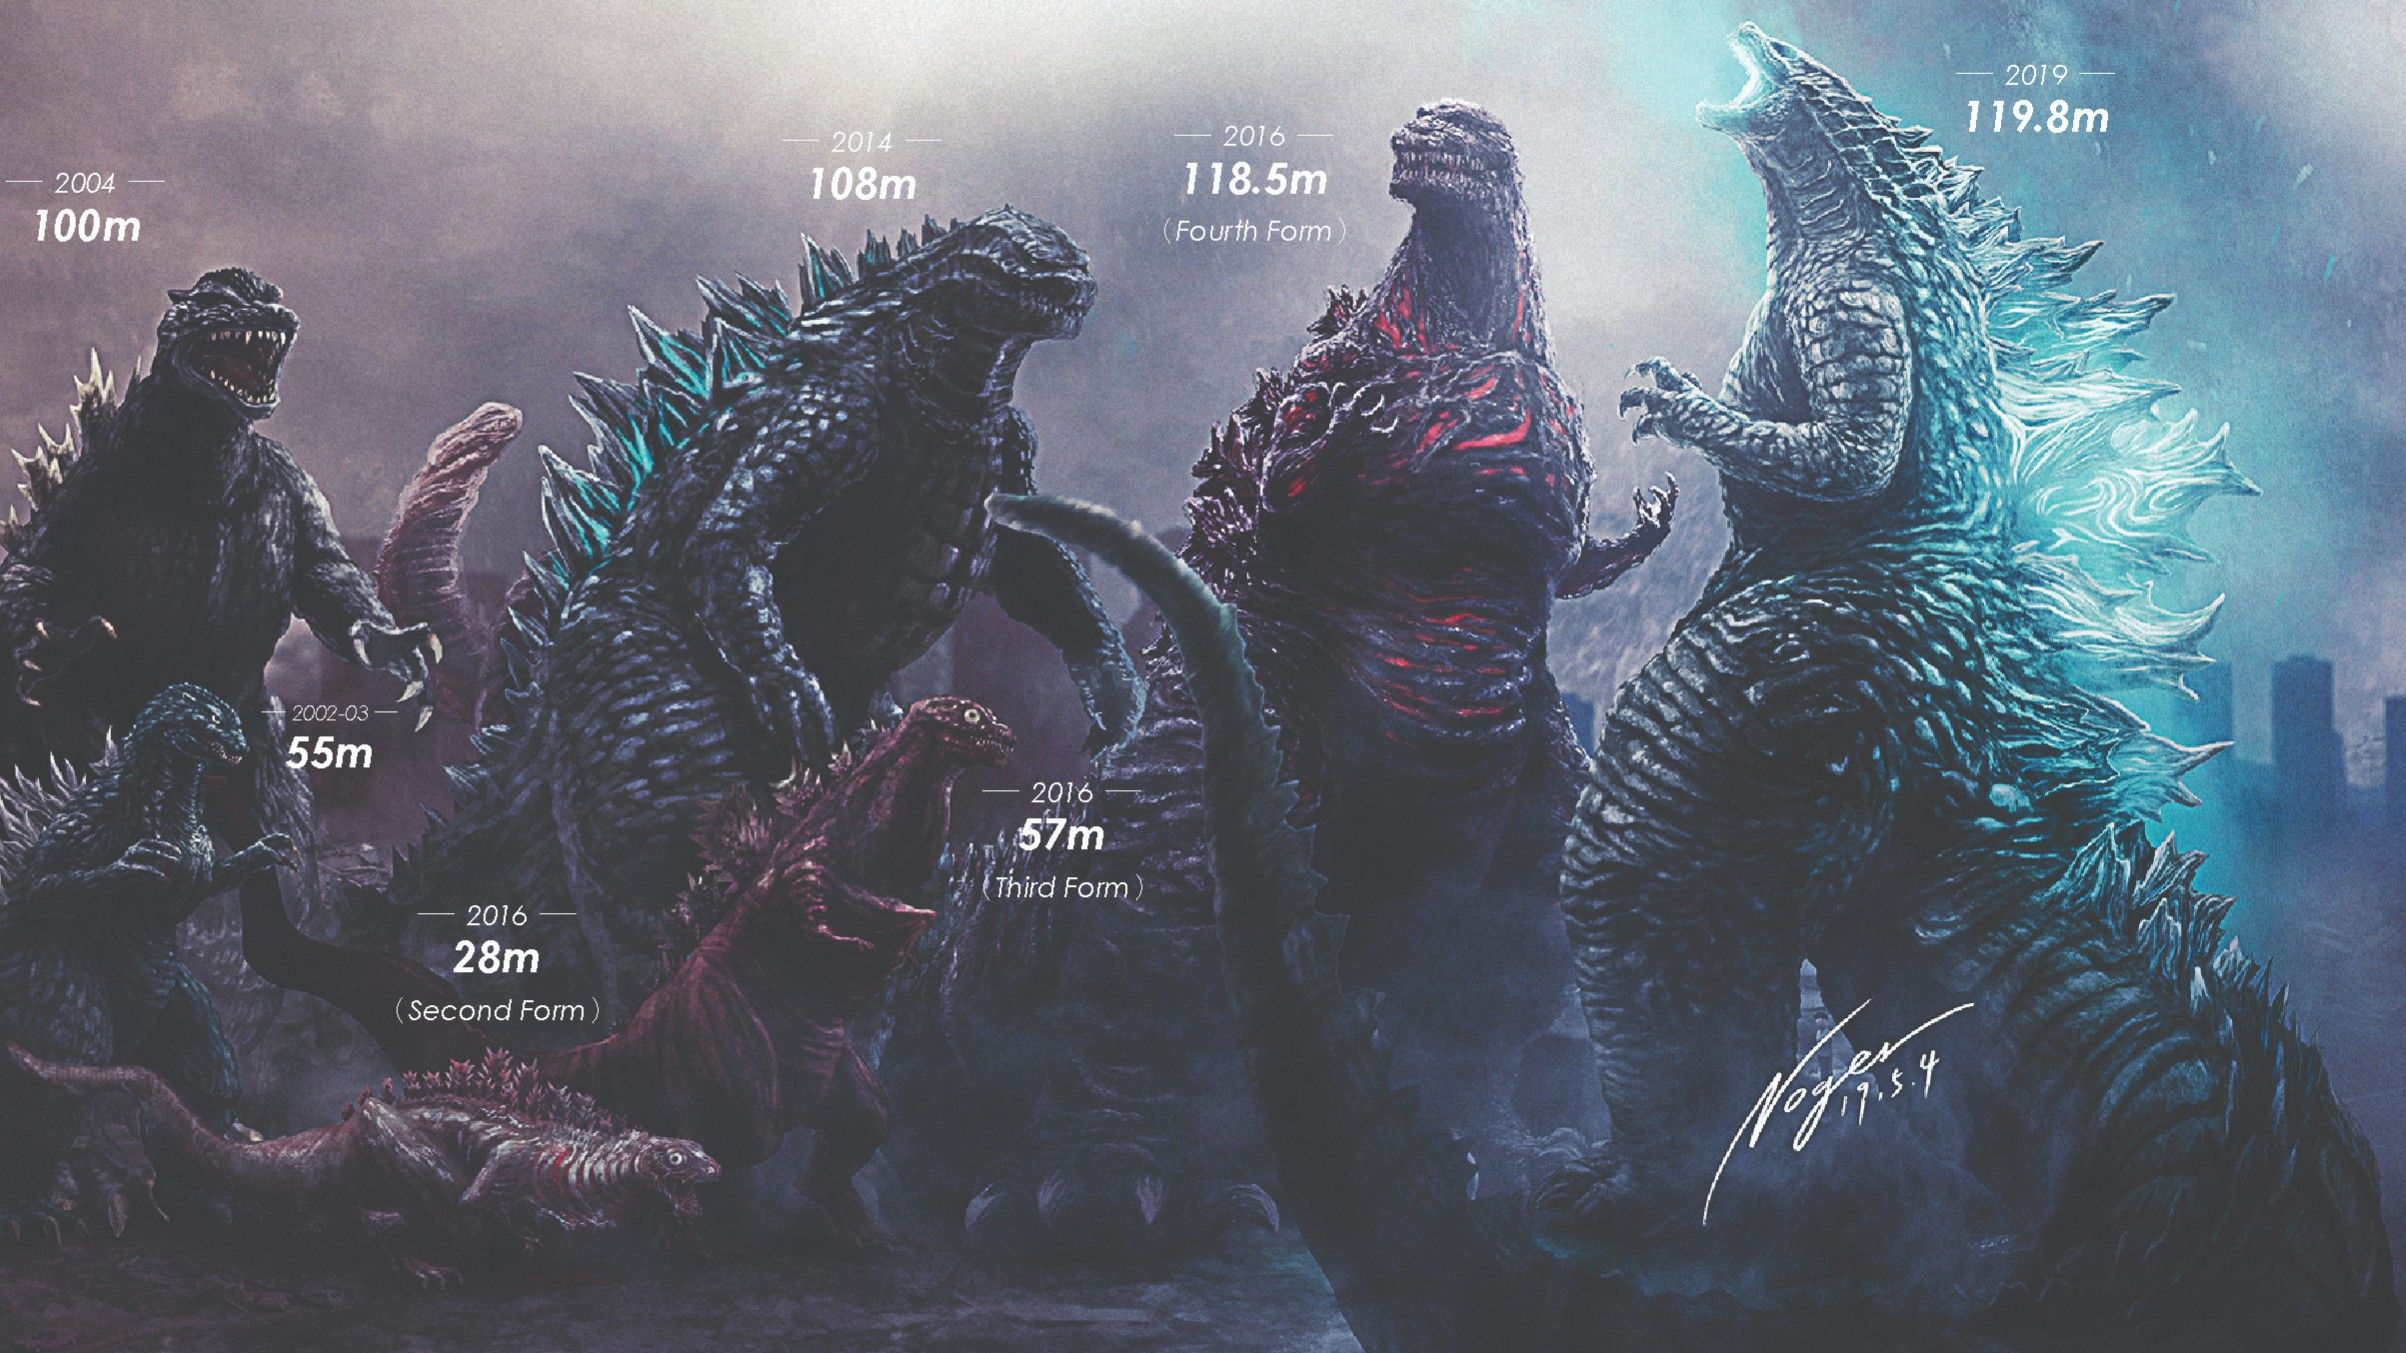 2004
100m
2002-03
55m
2016
28m
(Second Form)
2014
108m
2016
57m
(Third Form)
2016
118.5m
(Fourth Form)
2019
119.8m
Noger
19.5.4